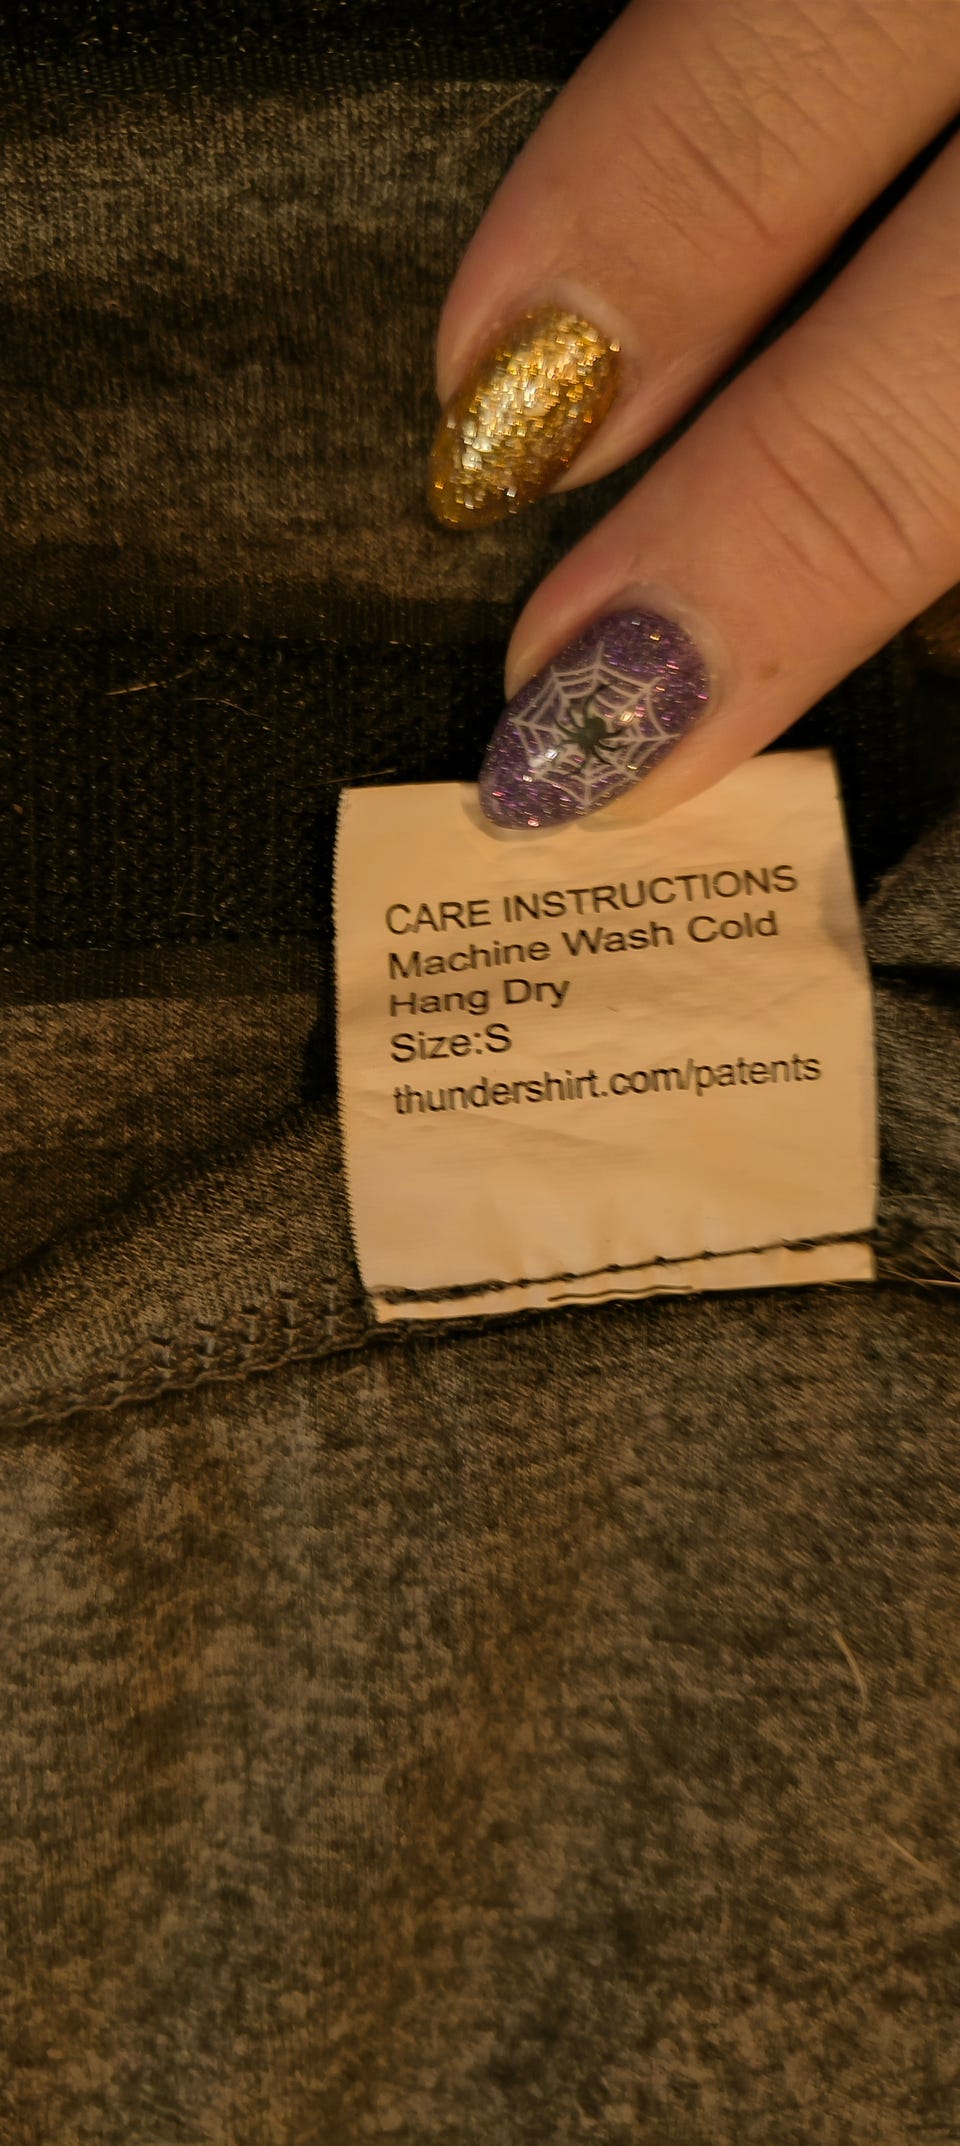 CARE INSTRUCTIONS
Machine Wash Cold
Hang Dry
Size:S
thundershirt.com/patents